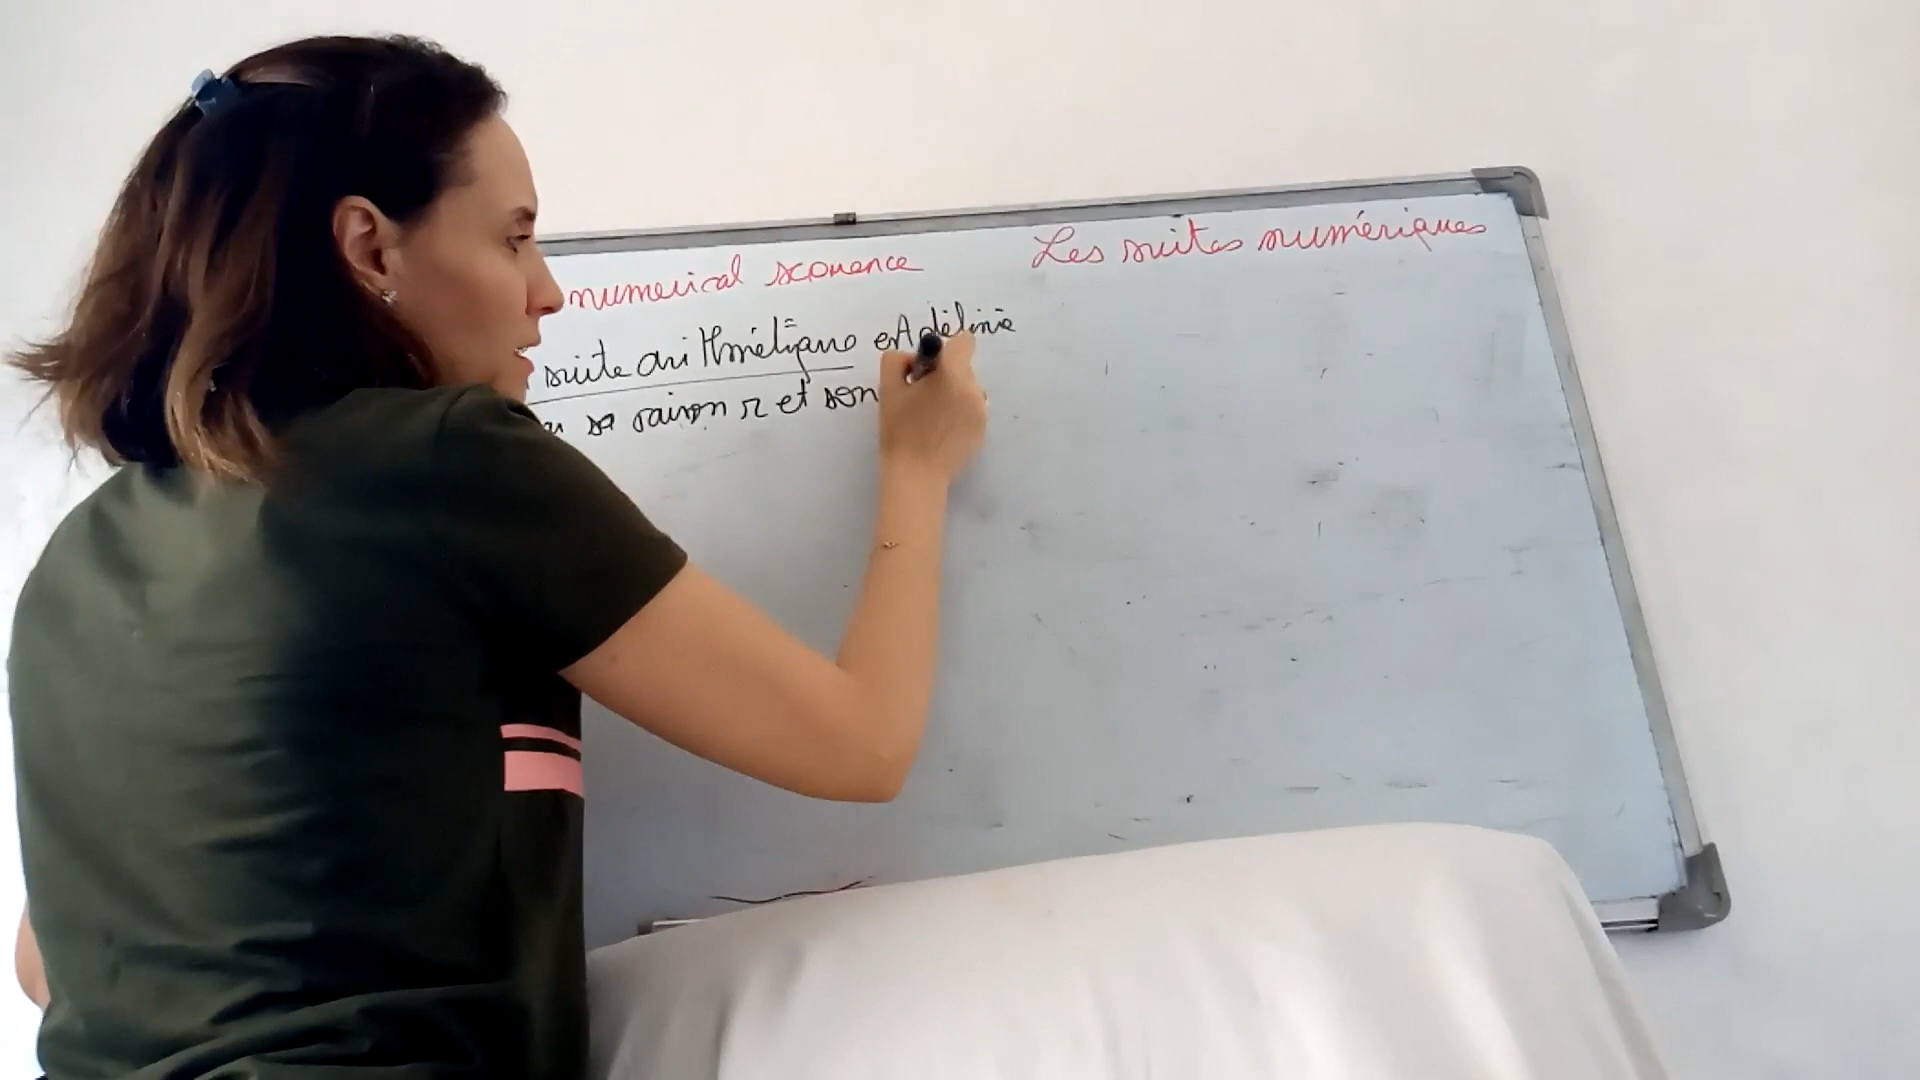 numerical sequence Les suites numériques
suite arithmétique est définie
sa raison r et son